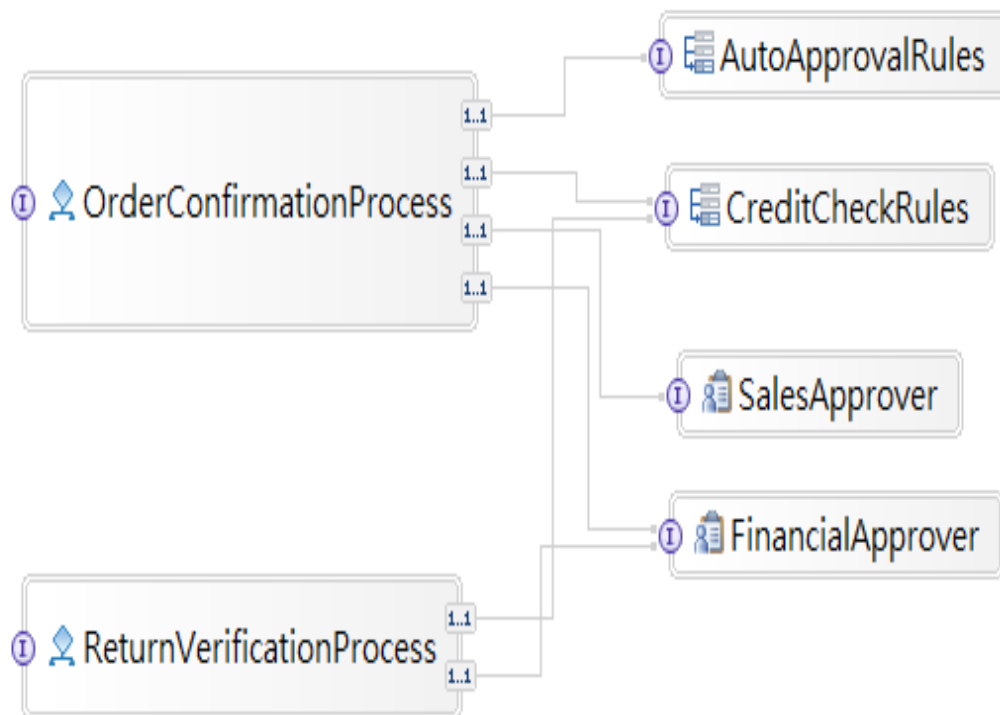 AutoApprovalRules
1..1
1..1
OrderConfirmationProcess
CreditCheckRules
1..1
1..1
SalesApprover
FinancialApprover
1..1
ReturnVerificationProcess
1..1